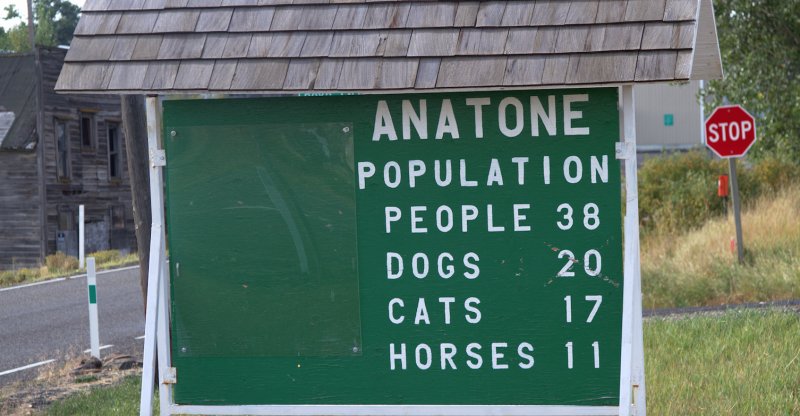 ANATONE
POPULATION
PEOPLE 38
DOGS 20
CATS 17
HORSES 11
STOP